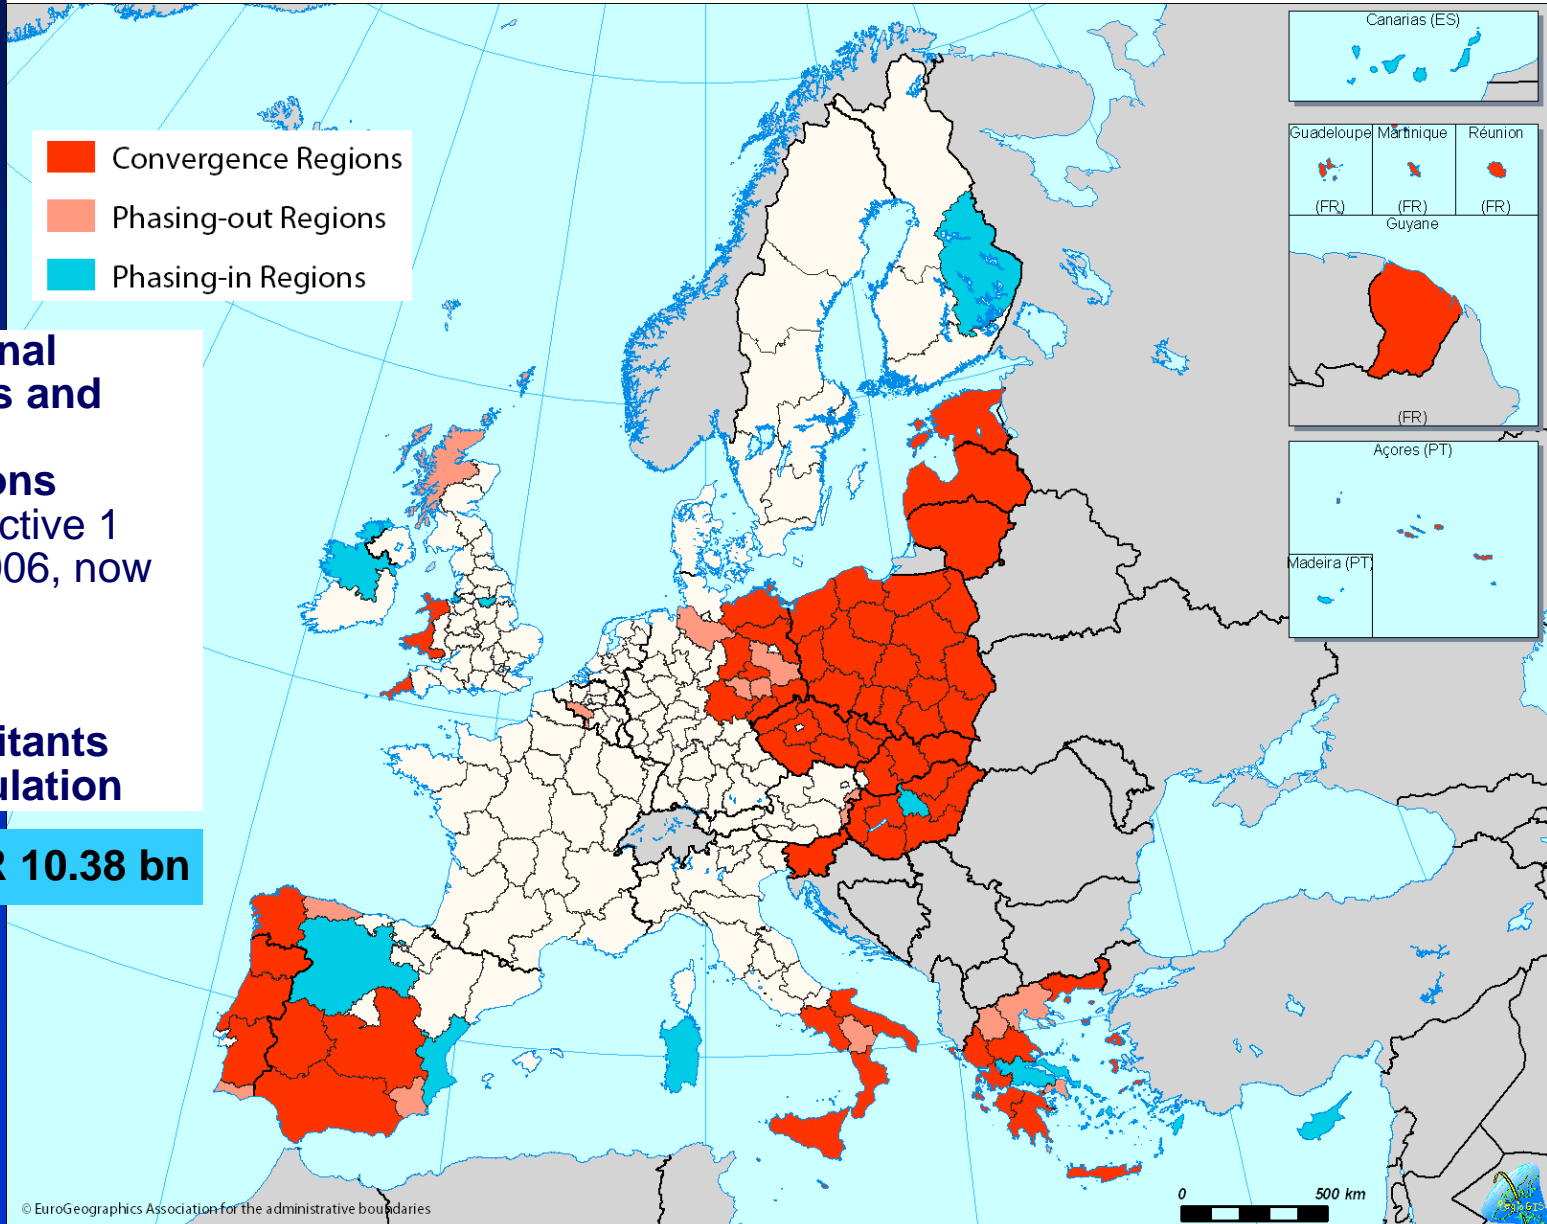 Convergence Regions
Phasing-out Regions
Phasing-in Regions
nal
s and
ons
ctive 1
006, now
itants
ulation
R 10.38 bn
Canarias (ES)
Guadeloupe
Martinique
Réunion
(FR)
(FR)
(FR)
Guyane
(FR)
Açores (PT)
Madeira (PT)
0
500 km
© EuroGeographics Association for the administrative boundaries